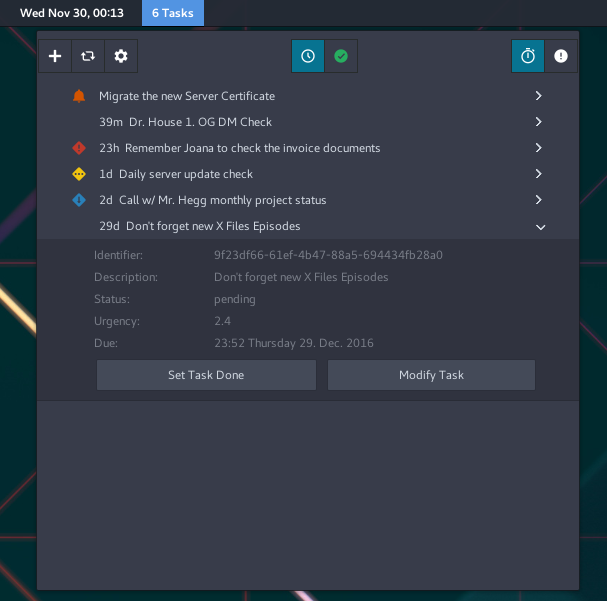 Wed Nov 30, 00:13 6 Tasks
Migrate the new Server Certificate
39m Dr. House 1. OG DM Check
23h Remember Joana to check the invoice documents
1d Daily server update check
2d Call w/ Mr. Hegg monthly project status
29d Don't forget new X Files Episodes
Identifier: 9f23df66-61ef-4b47-88a5-694434fb28a0
Description: Don't forget new X Files Episodes
Status: pending
Urgency: 2.4
Due: 23:52 Thursday 29. Dec. 2016
Set Task Done Modify Task